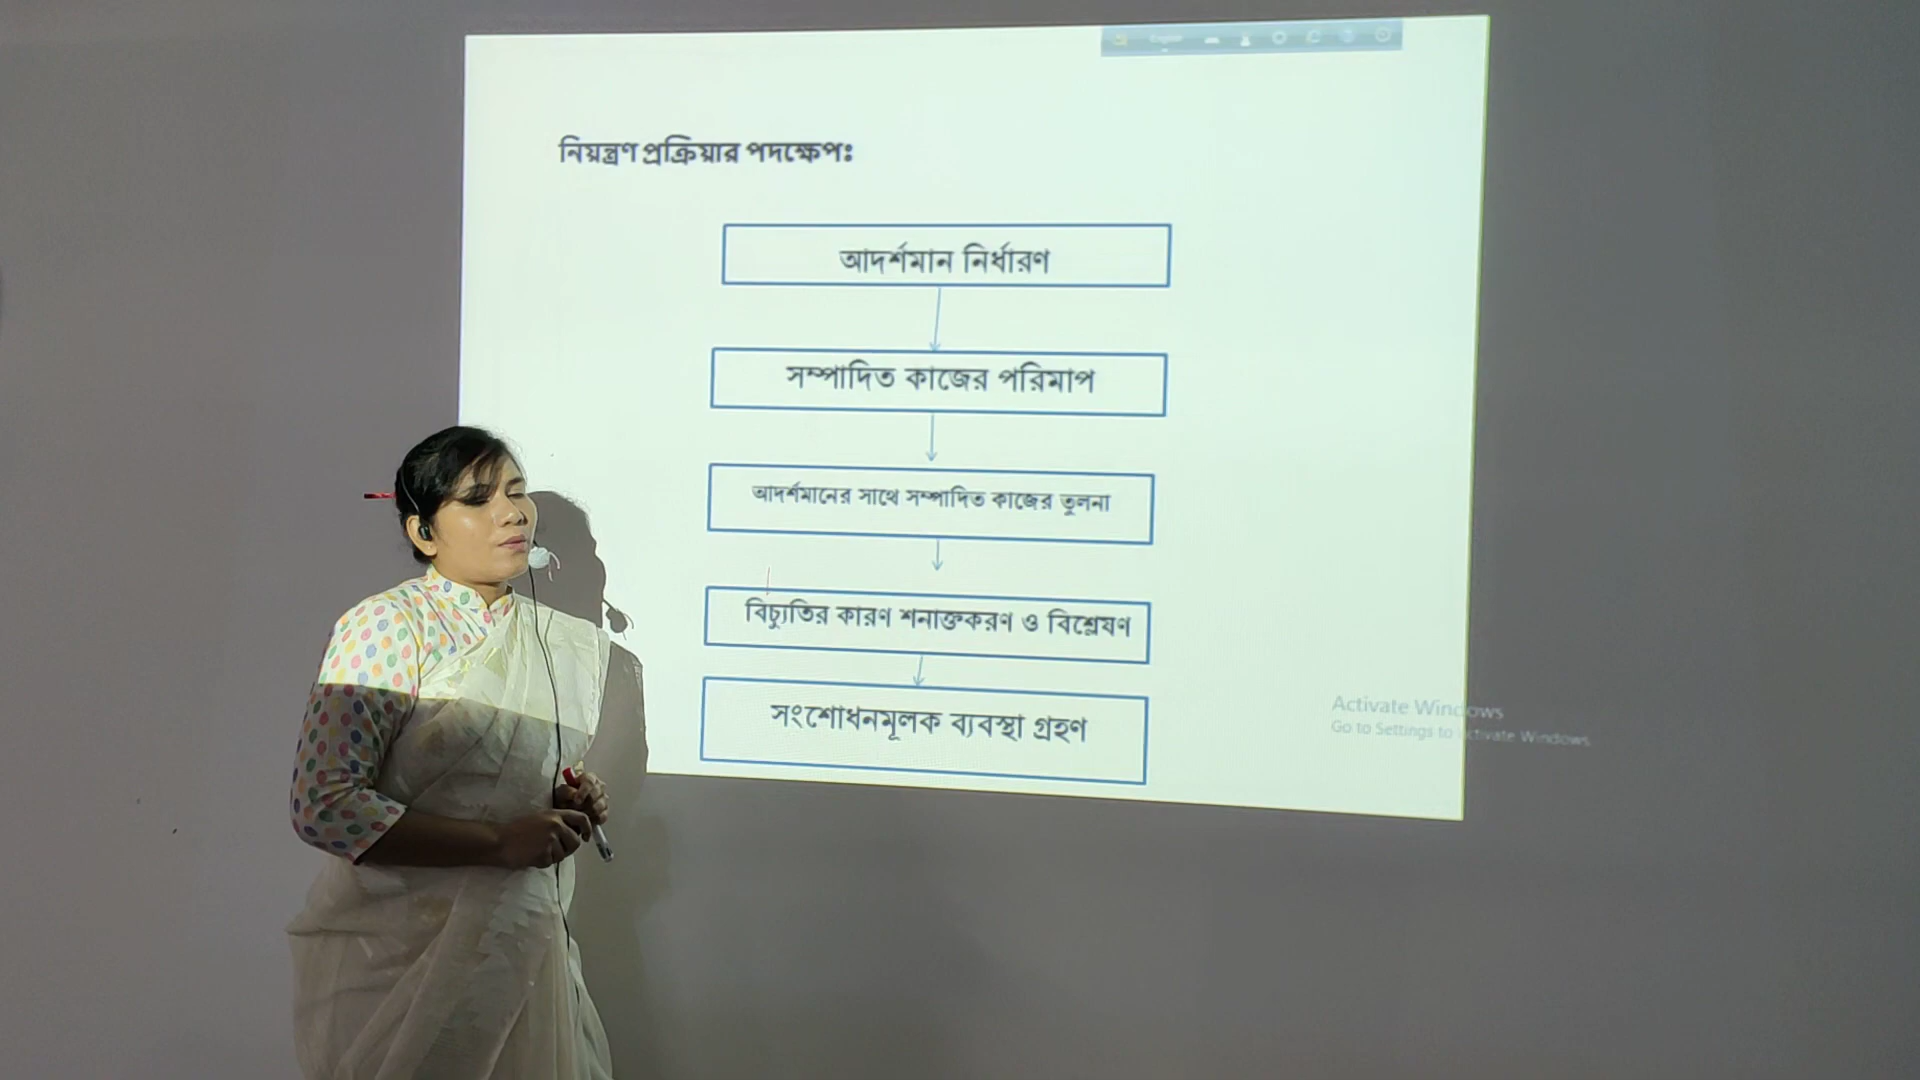 English
নিয়ন্ত্রণ প্রক্রিয়ার পদক্ষেপঃ
আদর্শমান নির্ধারণ
সম্পাদিত কাজের পরিমাপ
আদর্শমানের সাথে সম্পাদিত কাজের তুলনা
বিচ্যুতির কারণ শনাক্তকরণ ও বিশ্লেষণ
সংশোধনমূলক ব্যবস্থা গ্রহণ
Activate Windows
Go to Settings to activate Windows.